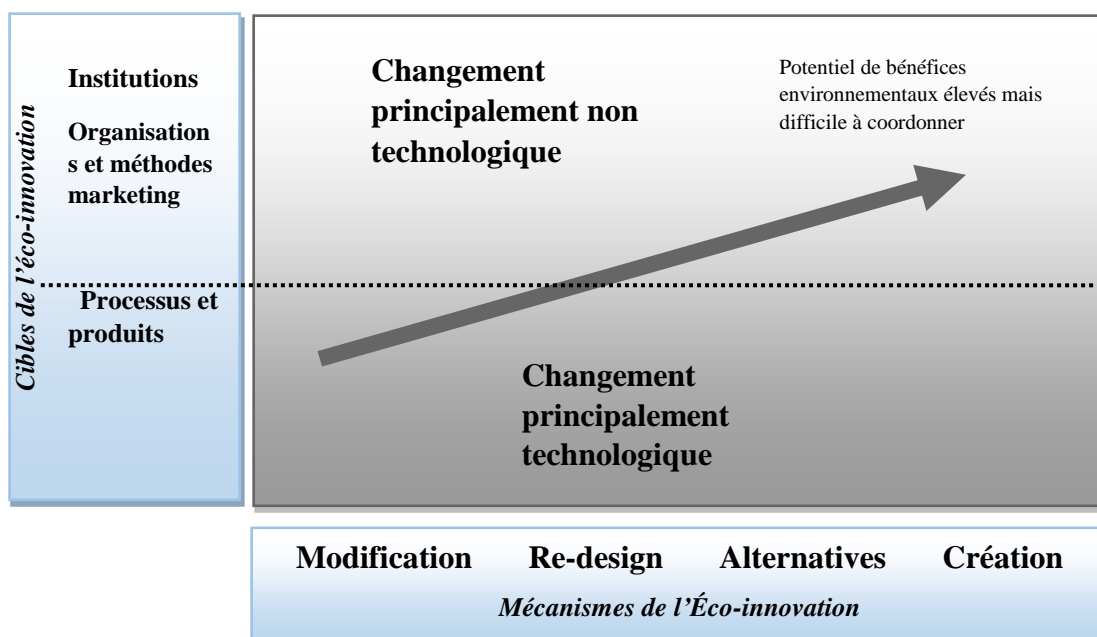 Cibles de l'éco-innovation
Institutions
Organisation
s et méthodes
marketing
Processus et
produits
Changement
principalement non
technologique
Potentiel de bénéfices
environnementaux élevés mais
difficile à coordonner
Changement
principalement
technologique
Modification Re-design Alternatives Création
Mécanismes de l'Éco-innovation